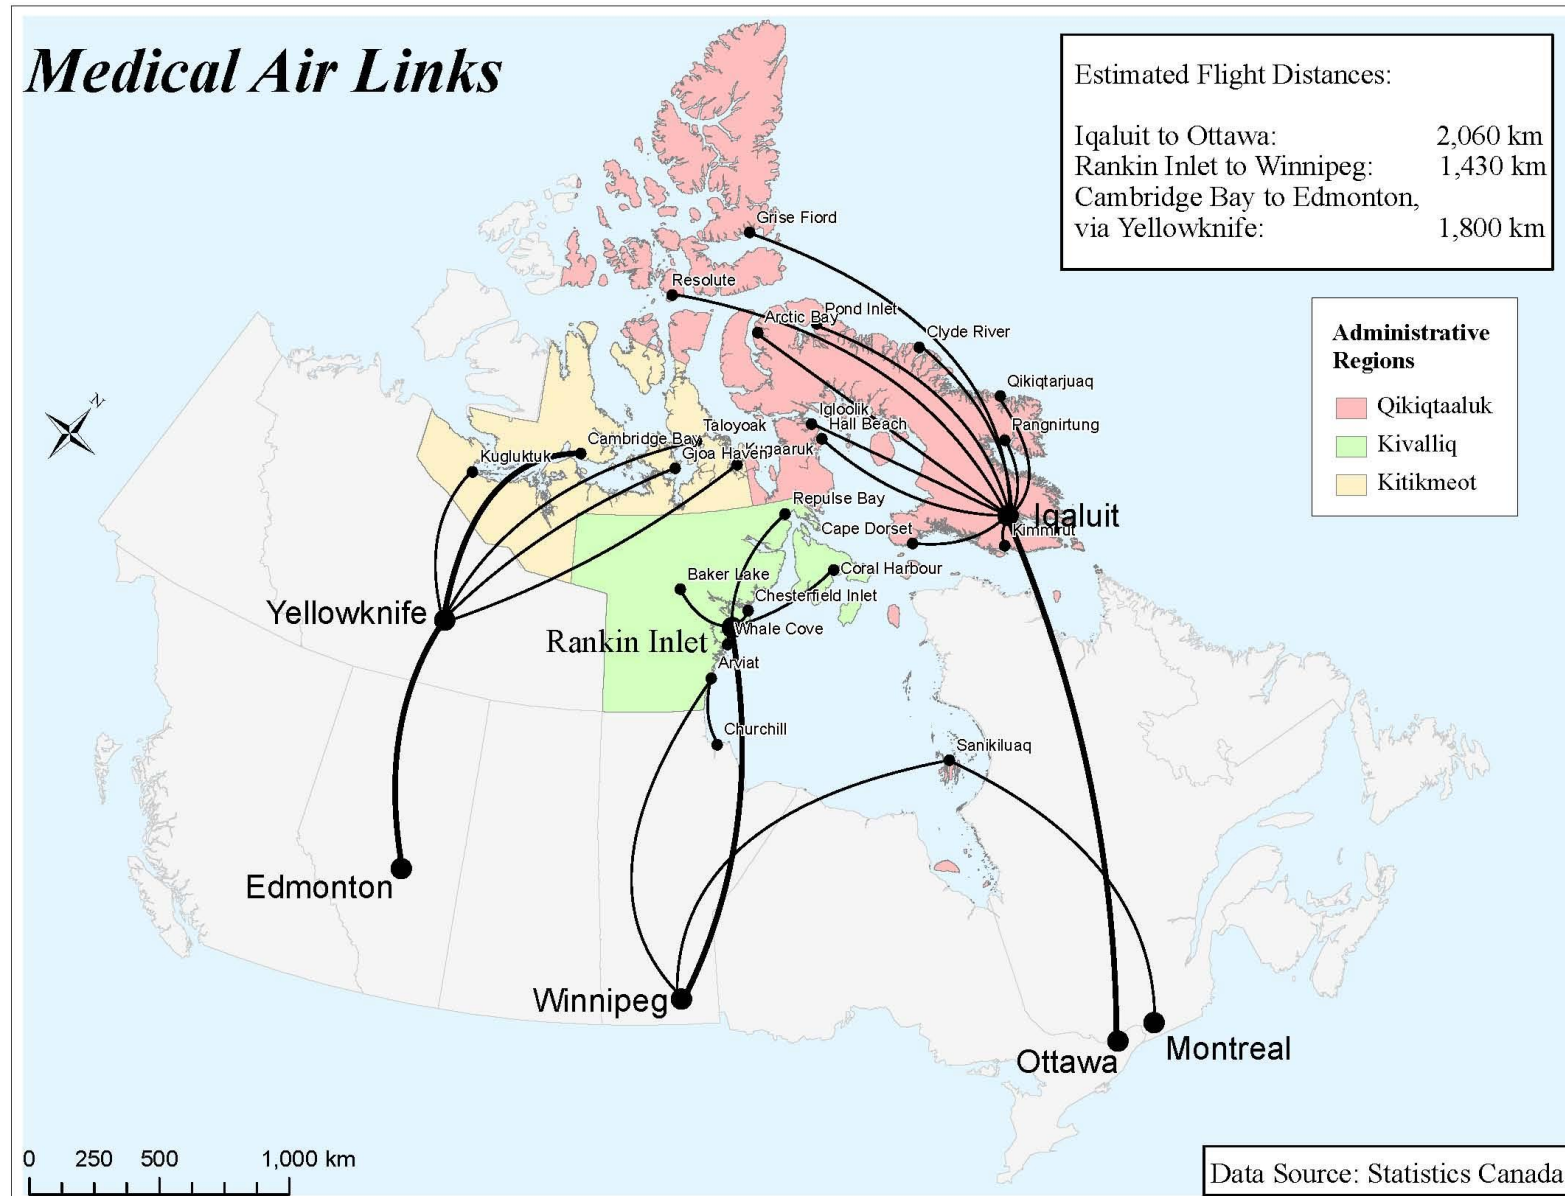 Medical Air Links
Estimated Flight Distances:
Iqaluit to Ottawa: 2,060 km
Rankin Inlet to Winnipeg: 1,430 km
Cambridge Bay to Edmonton,
via Yellowknife: 1,800 km
Administrative
Regions
Qikiqtaaluk
Kivalliq
Kitikmeot
N
Grise Fiord
Resolute
Arctic Bay
Pond Inlet
Clyde River
Qikiqtarjuaq
Pangnirtung
Igloolik
Hall Beach
Taloyoak
Cambridge Bay
Gjoa Haven
Kugaaruk
Kugluktuk
Repulse Bay
Cape Dorset
Iqaluit
Kimmirut
Coral Harbour
Baker Lake
Chesterfield Inlet
Whale Cove
Rankin Inlet
Yellowknife
Arviat
Churchill
Sanikiluaq
Edmonton
Winnipeg
Ottawa
Montreal
0 250 500 1,000 km
Data Source: Statistics Canada